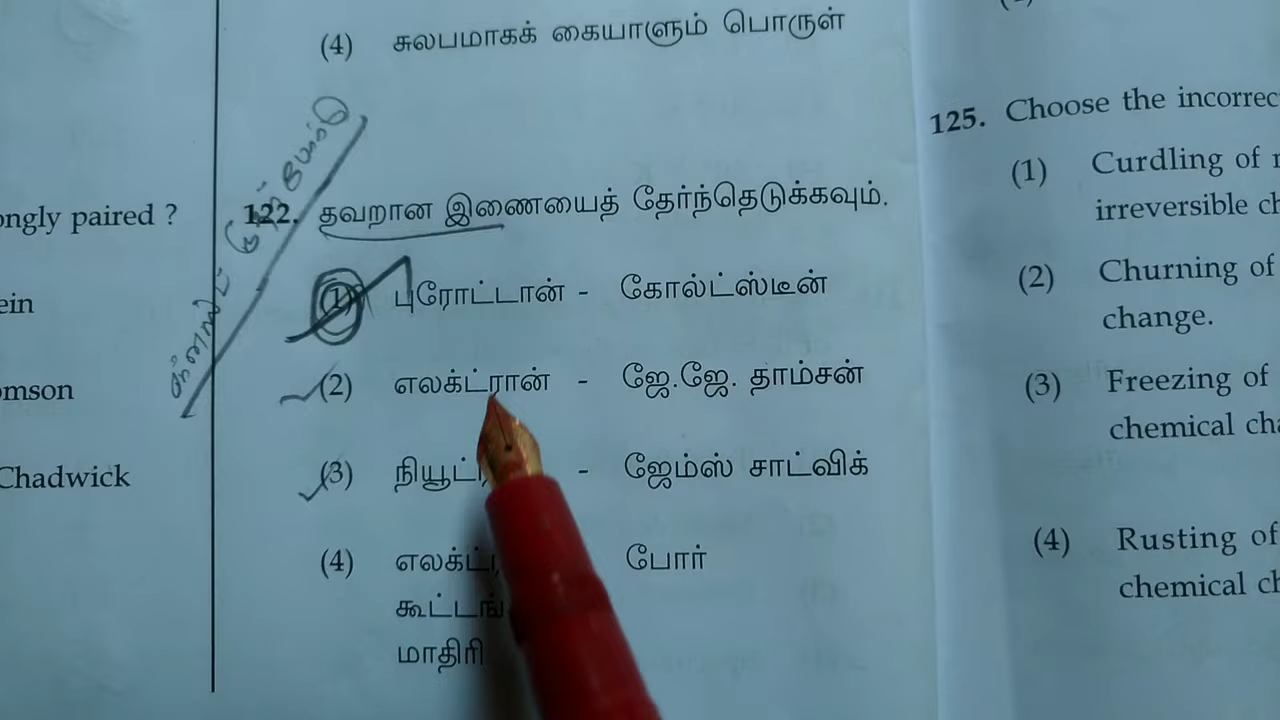 (4) சுலபமாகக் கையாளும் பொருள்
ongly paired ?
ein
omson
Chadwick
122. தவறான இணையைத் தேர்ந்தெடுக்கவும்.
(1) புரோட்டான் - கோல்ட்ஸ்டீன்
(2) எலக்ட்ரான் - ஜே.ஜே. தாம்சன்
(3) நியூட் - ஜேம்ஸ் சாட்விக்
(4) எலக்ட் போர்
கூட்டங்
மாதிரி
125. Choose the incorrec
(1) Curdling of
irreversible ch
(2) Churning of
change.
(3) Freezing of
chemical cha
(4) Rusting of
chemical ch